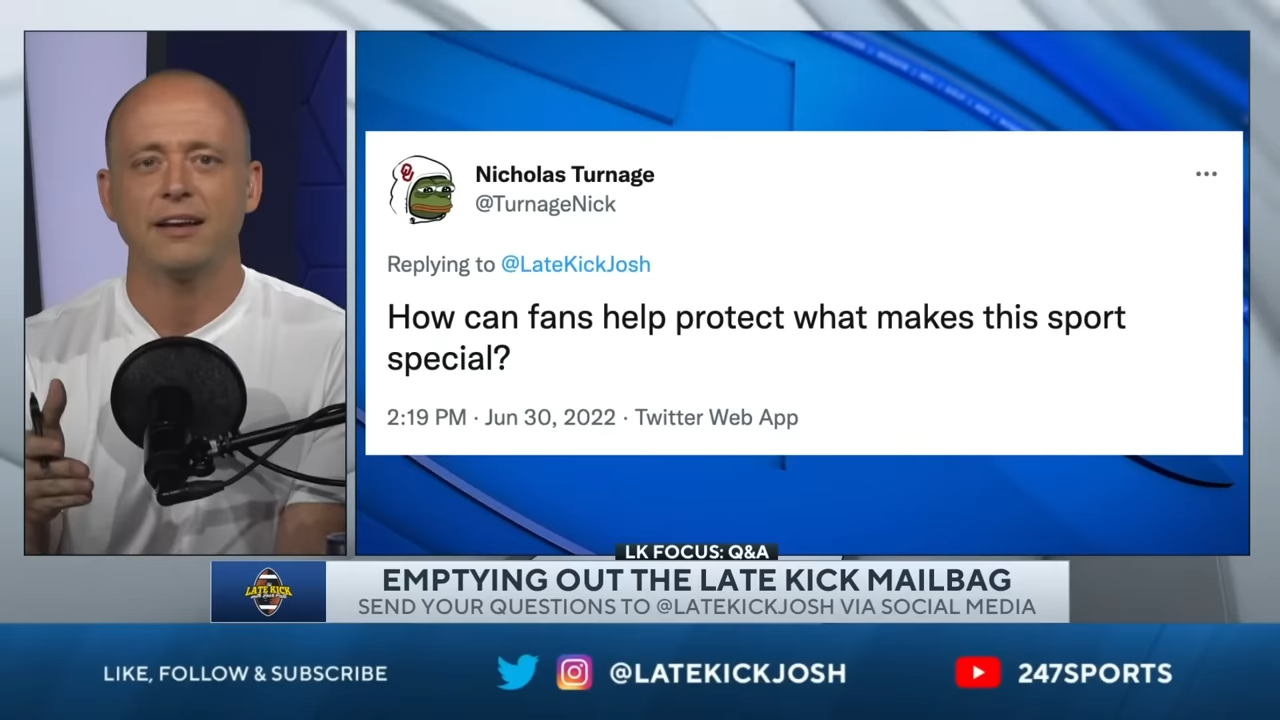 Nicholas Turnage
@TurnageNick
Replying to @LateKickJosh
How can fans help protect what makes this sport
special?
2:19 PM · Jun 30, 2022 · Twitter Web App
LK FOCUS: Q&A
LATE KICK
EMPTYING OUT THE LATE KICK MAILBAG
SEND YOUR QUESTIONS TO @LATEKICKJOSH VIA SOCIAL MEDIA
LIKE, FOLLOW & SUBSCRIBE
@LATEKICKJOSH
247SPORTS